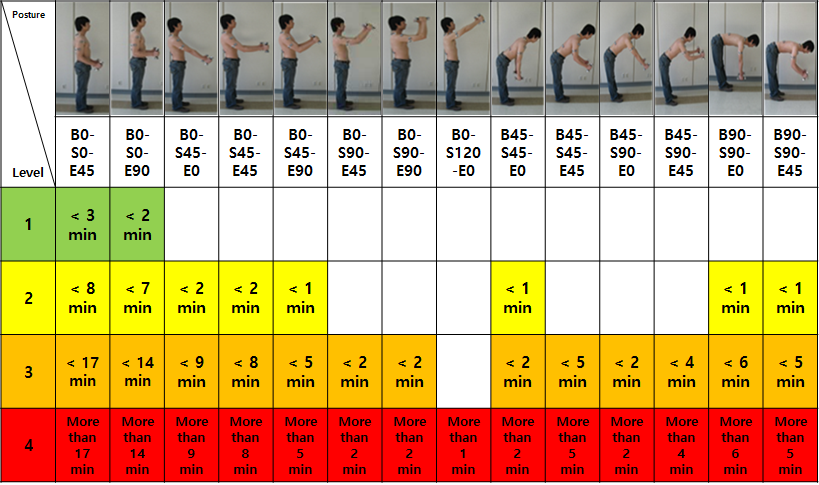 Posture
Level
B0-S0-E45 B0-S0-E90 B0-S45-E0 B0-S45-E45 B0-S45-E90 B0-S90-E0 B0-S90-E90 B0-S120-E0 B45-S45-E0 B45-S45-E45 B45-S90-E0 B45-S90-E45 B90-S90-E0 B90-S90-E45
1 < 3 min < 2 min
2 < 8 min < 7 min < 2 min < 2 min < 1 min < 1 min < 1 min < 1 min
3 < 17 min < 14 min < 9 min < 8 min < 5 min < 2 min < 2 min < 2 min < 5 min < 2 min < 4 min < 6 min < 5 min
4 More than 17 min More than 14 min More than 9 min More than 8 min More than 5 min More than 2 min More than 2 min More than 1 min More than 2 min More than 5 min More than 2 min More than 4 min More than 6 min More than 5 min